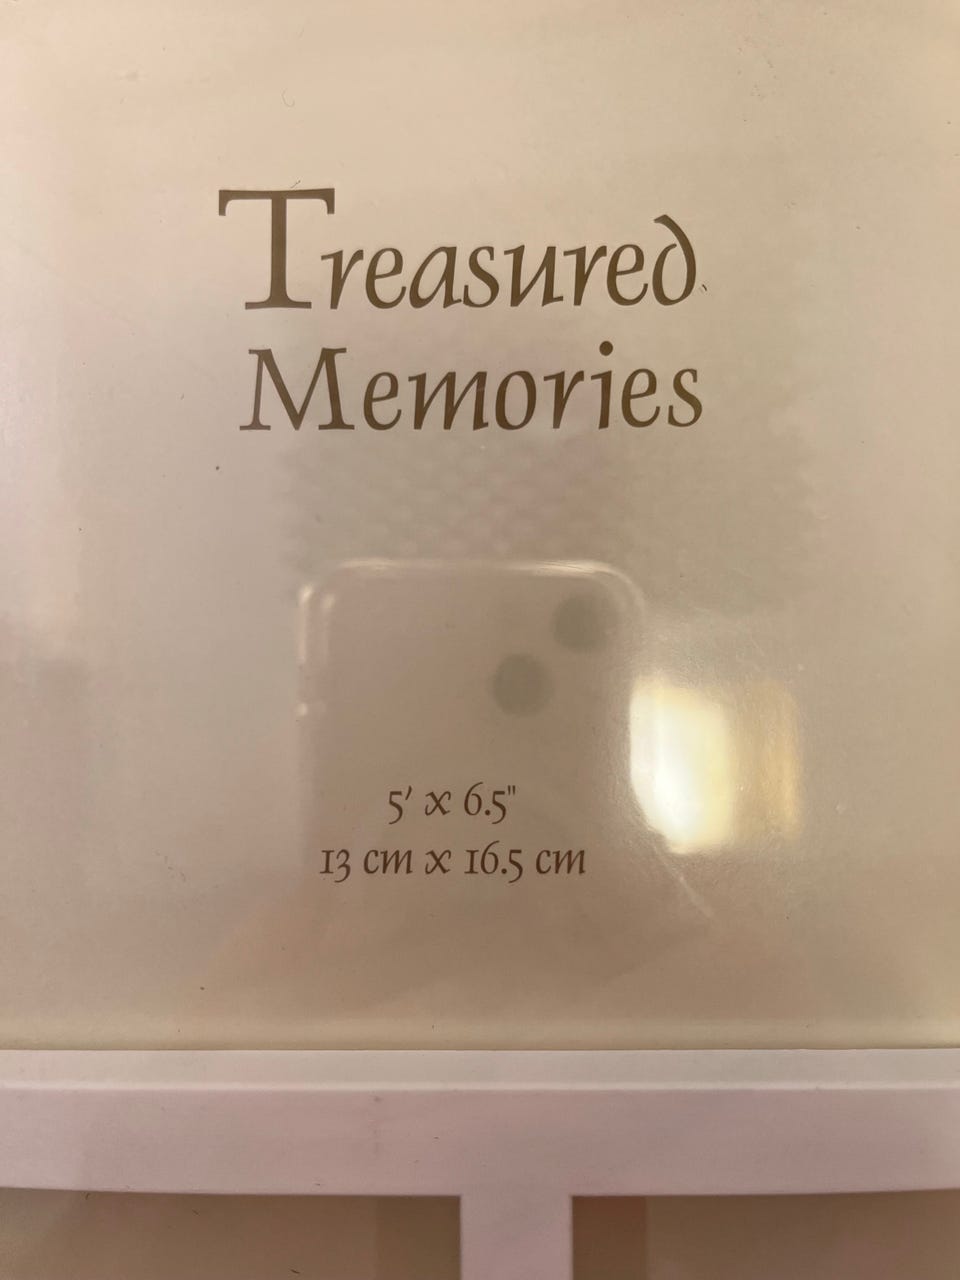 Treasured
Memories
5' x 6.5"
13 cm x 16.5 cm